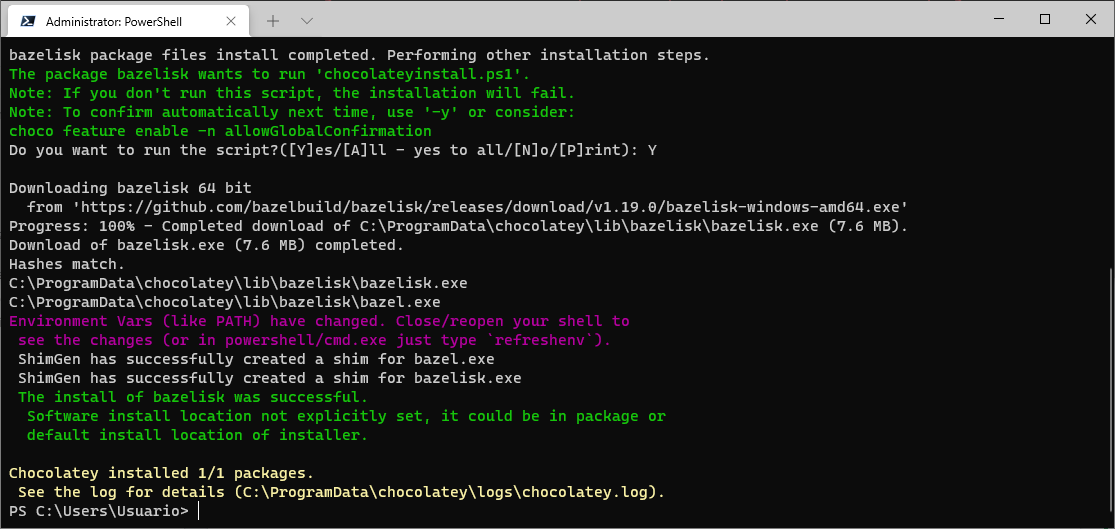 Administrator: PowerShell
bazelisk package files install completed. Performing other installation steps.
The package bazelisk wants to run 'chocolateyinstall.ps1'.
Note: If you don't run this script, the installation will fail.
Note: To confirm automatically next time, use '-y' or consider:
choco feature enable -n allowGlobalConfirmation
Do you want to run the script?([Y]es/[A]ll - yes to all/[N]o/[P]rint): Y

Downloading bazelisk 64 bit
  from 'https://github.com/bazelbuild/bazelisk/releases/download/v1.19.0/bazelisk-windows-amd64.exe'
Progress: 100% - Completed download of C:\ProgramData\chocolatey\lib\bazelisk\bazelisk.exe (7.6 MB).
Download of bazelisk.exe (7.6 MB) completed.
Hashes match.
C:\ProgramData\chocolatey\lib\bazelisk\bazelisk.exe
C:\ProgramData\chocolatey\lib\bazelisk\bazel.exe
Environment Vars (like PATH) have changed. Close/reopen your shell to
 see the changes (or in powershell/cmd.exe just type `refreshenv`).
 ShimGen has successfully created a shim for bazel.exe
 ShimGen has successfully created a shim for bazelisk.exe
 The install of bazelisk was successful.
  Software install location not explicitly set, it could be in package or
  default install location of installer.

Chocolatey installed 1/1 packages.
 See the log for details (C:\ProgramData\chocolatey\logs\chocolatey.log).
PS C:\Users\Usuario>